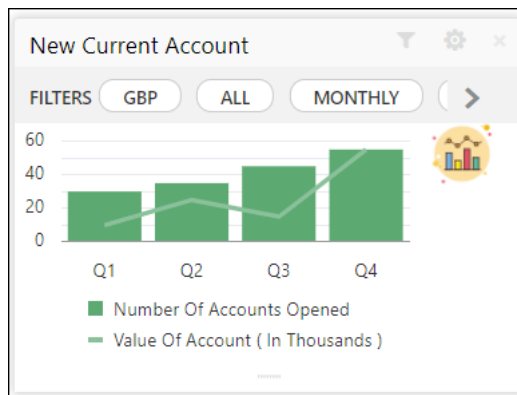 New Current Account
FILTERS GBP ALL MONTHLY
60
40
20
0
Q1 Q2 Q3 Q4
Number Of Accounts Opened
Value Of Account ( In Thousands )